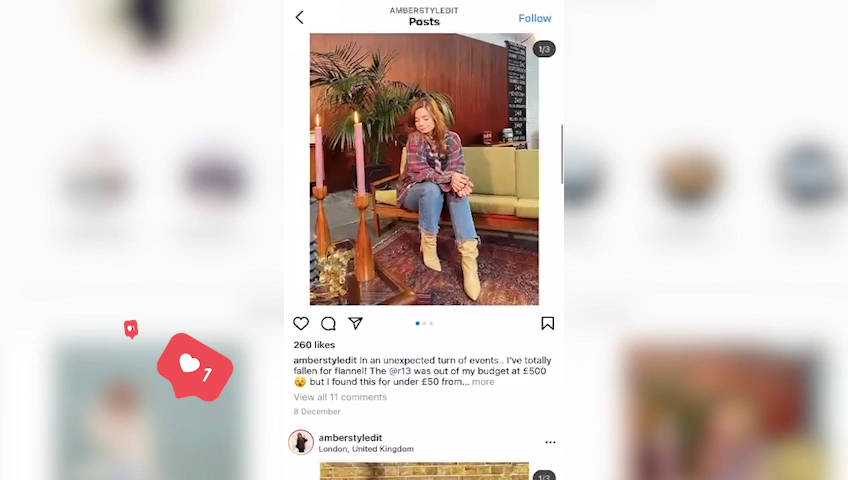 AMBERSTYLEDIT
Posts
Follow
1/3
260 likes
amberstyledit In an unexpected turn of events.. I've totally
fallen for flannel! The @r13 was out of my budget at £500
😵 but I found this for under £50 from... more
View all 11 comments
8 December
amberstyledit
London, United Kingdom
1/3
1